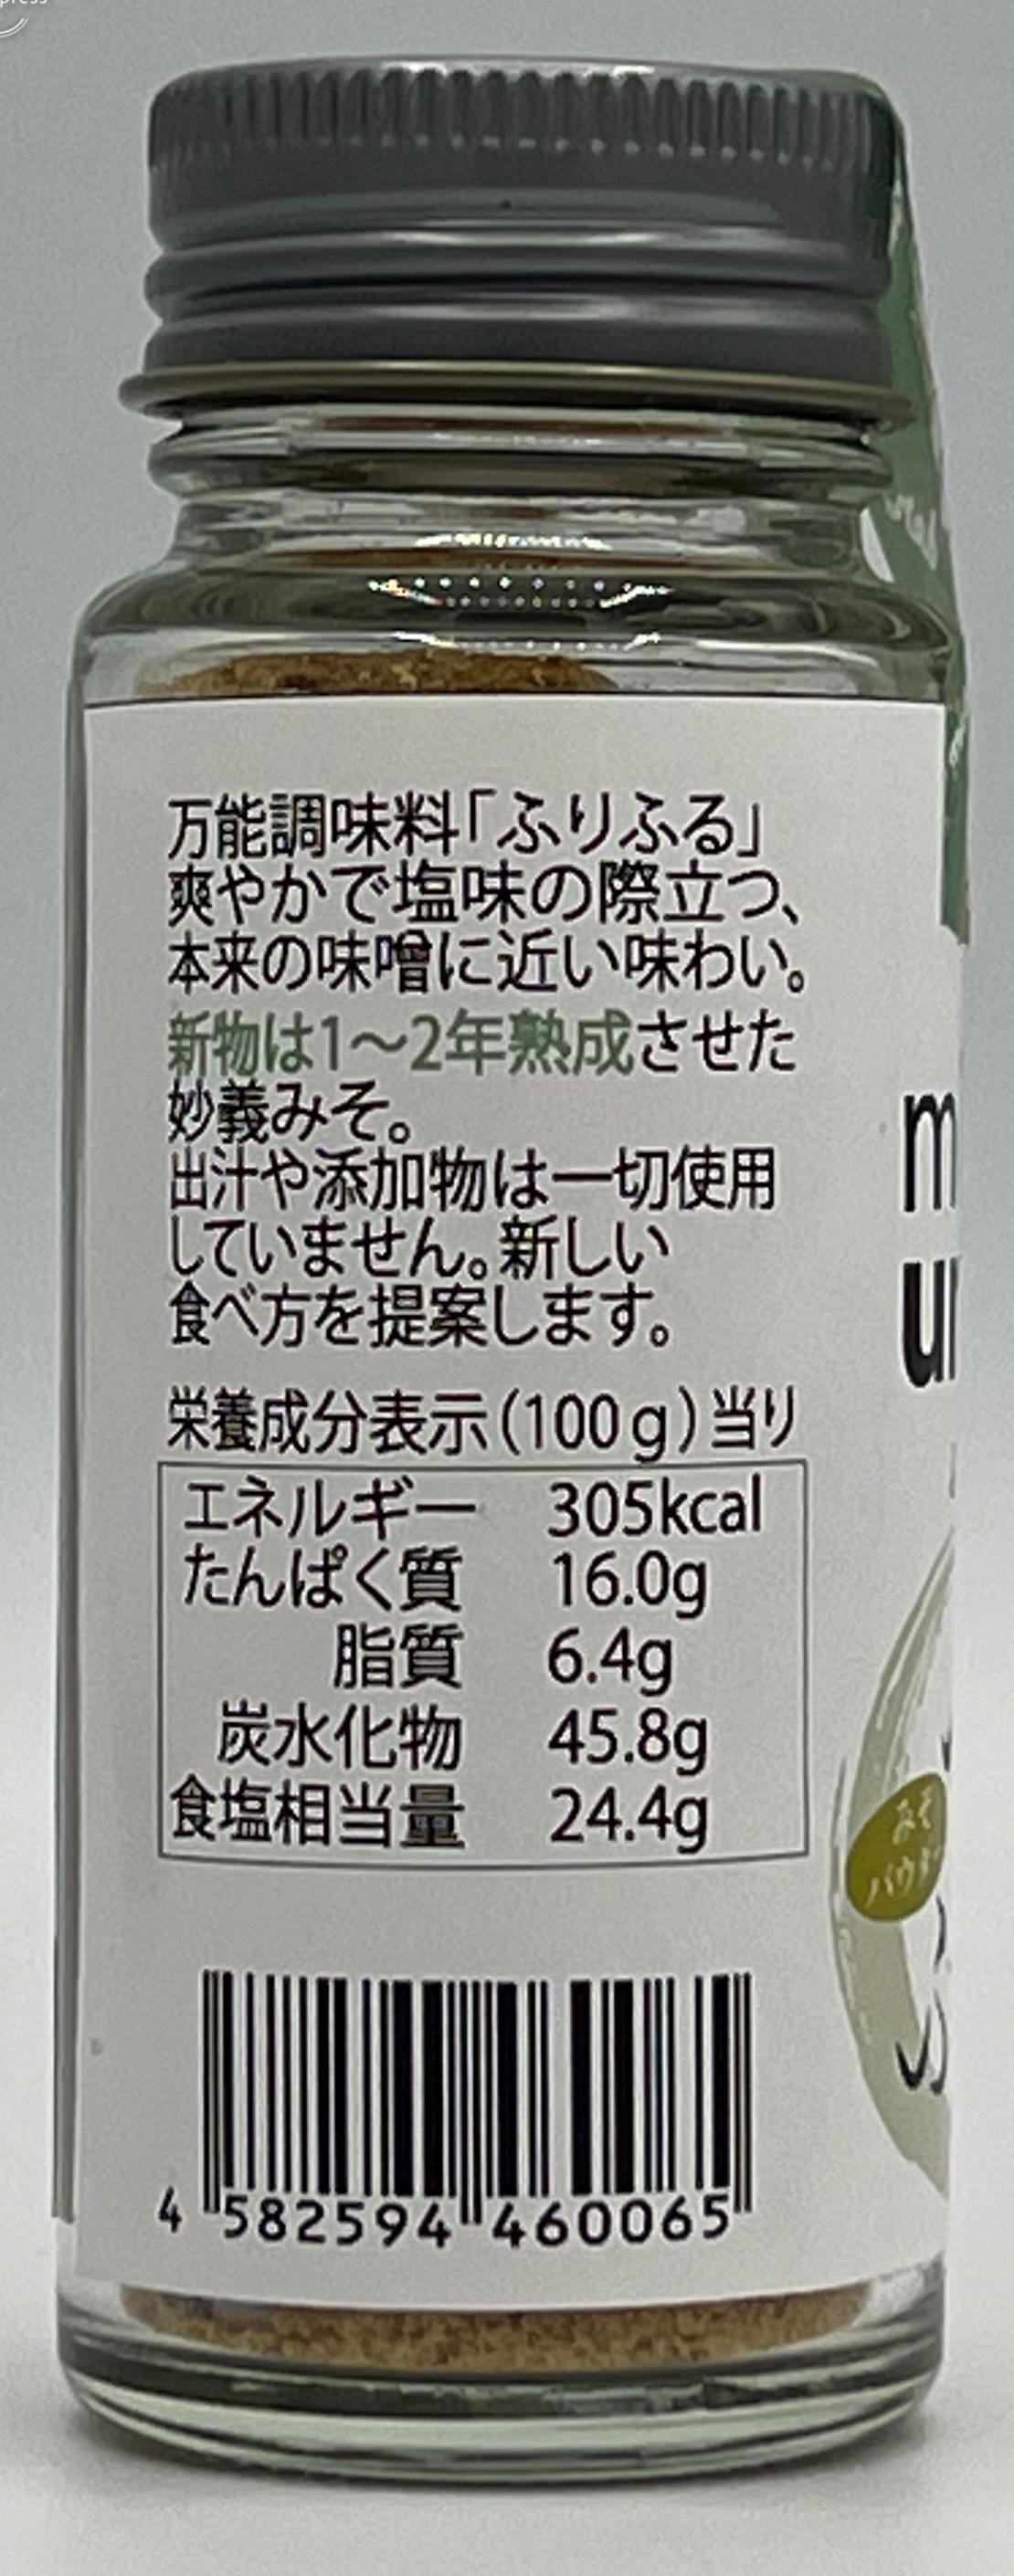 万能調味料「ふりふる」
爽やかで塩味の際立つ、
本来の味噌に近い味わい。
新物は1～2年熟成させた
妙義みそ。
出汁や添加物は一切使用
していません。新しい
食べ方を提案します。
栄養成分表示(100g)当り
エネルギー 305kcal
たんぱく質 16.0g
脂質 6.4g
炭水化物 45.8g
食塩相当量 24.4g
4 582594 460065
みそ
パウダー